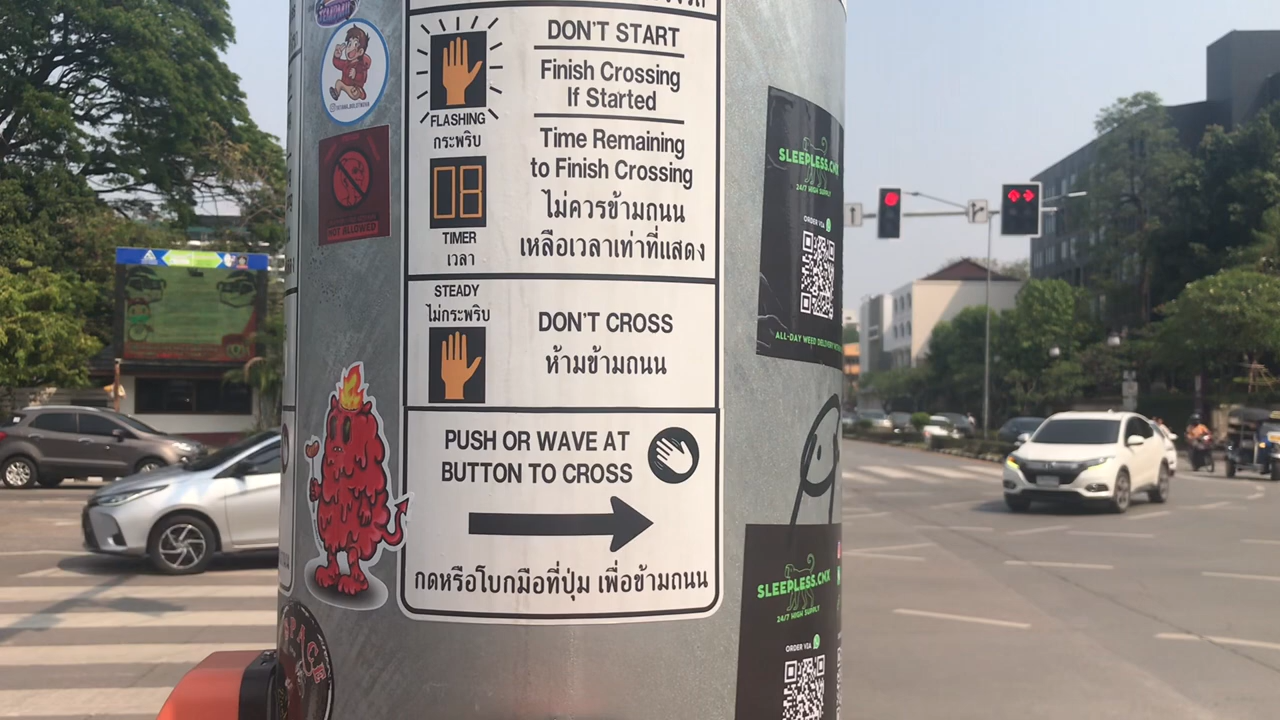 DON'T START
Finish Crossing
If Started
FLASHING
กระพริบ
Time Remaining
to Finish Crossing
08
ไม่ควรข้ามถนน
เหลือเวลาเท่าที่แสดง
TIMER
เวลา
STEADY
ไม่กระพริบ
DON'T CROSS
ห้ามข้ามถนน
PUSH OR WAVE AT
BUTTON TO CROSS
กดหรือโบกมือที่ปุ่ม เพื่อข้ามถนน
NOT ALLOWED
SPACE
SLEEPLESS.CNX
24/7 HIGH SUPPLY
ORDER VIA
ALL-DAY WEED DELIVERY
SLEEPLESS.CNX
24/7 HIGH SUPPLY
ORDER VIA